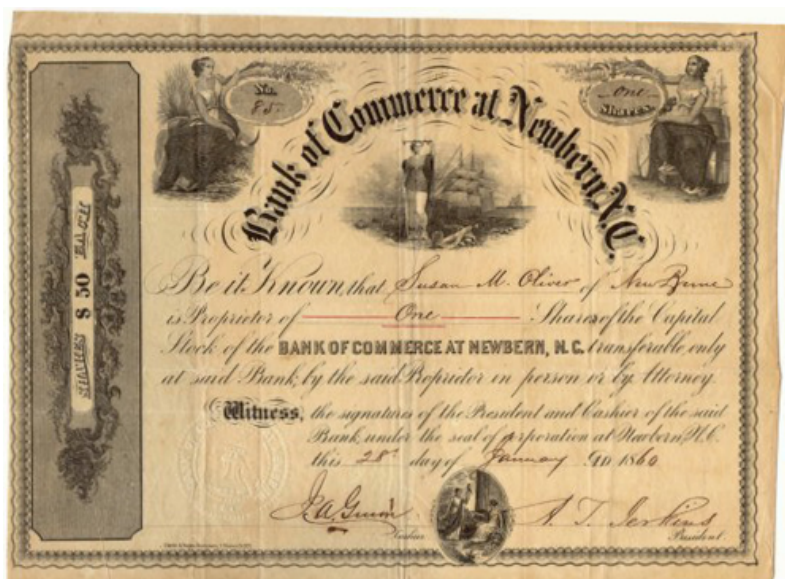 No.
85
One
Shares.
Bank of Commerce at Newbern, N.C.
SHARES $50 EACH
Be it Known, that Susan M. Oliver of New Berne
is Proprietor of One Shares of the Capital
Stock of the BANK OF COMMERCE AT NEWBERN, N.C. transferable only
at said Bank, by the said Proprietor in person or by Attorney.
Witness, the signatures of the President and Cashier of the said
Bank, under the seal of corporation at Newbern, N.C.
this 28th day of January AD 1860
A. T. Jerkins
Cashier
President.